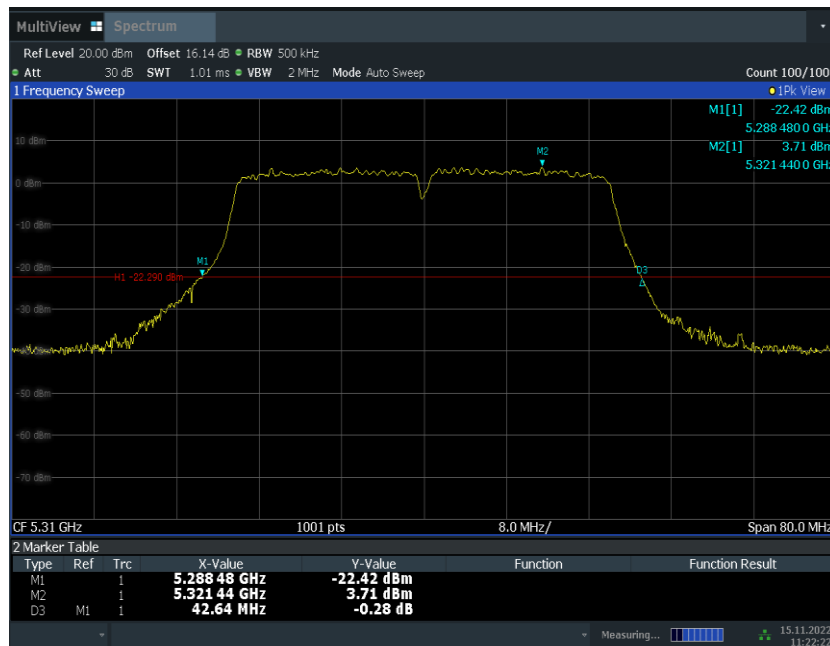 MultiView Spectrum
Ref Level 20.00 dBm Offset 16.14 dB RBW 500 kHz
Att 30 dB SWT 1.01 ms VBW 2 MHz Mode Auto Sweep Count 100/100
1 Frequency Sweep 1Pk View
M1[1] -22.42 dBm
5.288 480 0 GHz
10 dBm
M2
M2[1] 3.71 dBm
5.321 440 0 GHz
0 dBm
-10 dBm
M1
-20 dBm
D3
H1 -22.290 dBm
-30 dBm
-50 dBm
-60 dBm
-70 dBm
CF 5.31 GHz 1001 pts 8.0 MHz/ Span 80.0 MHz
2 Marker Table
Type Ref Trc X-Value Y-Value Function Function Result
M1 1 5.288 48 GHz -22.42 dBm
M2 1 5.321 44 GHz 3.71 dBm
D3 M1 1 42.64 MHz -0.28 dB
Measuring... 15.11.2022
11:22:22